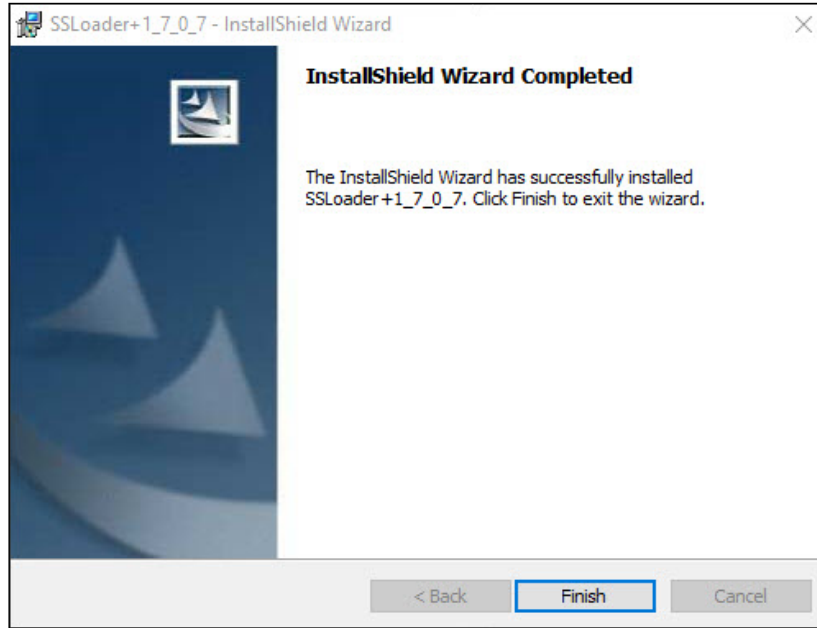 SSLoader+1_7_0_7 - InstallShield Wizard
InstallShield Wizard Completed
The InstallShield Wizard has successfully installed
SSLoader+1_7_0_7. Click Finish to exit the wizard.
< Back Finish Cancel